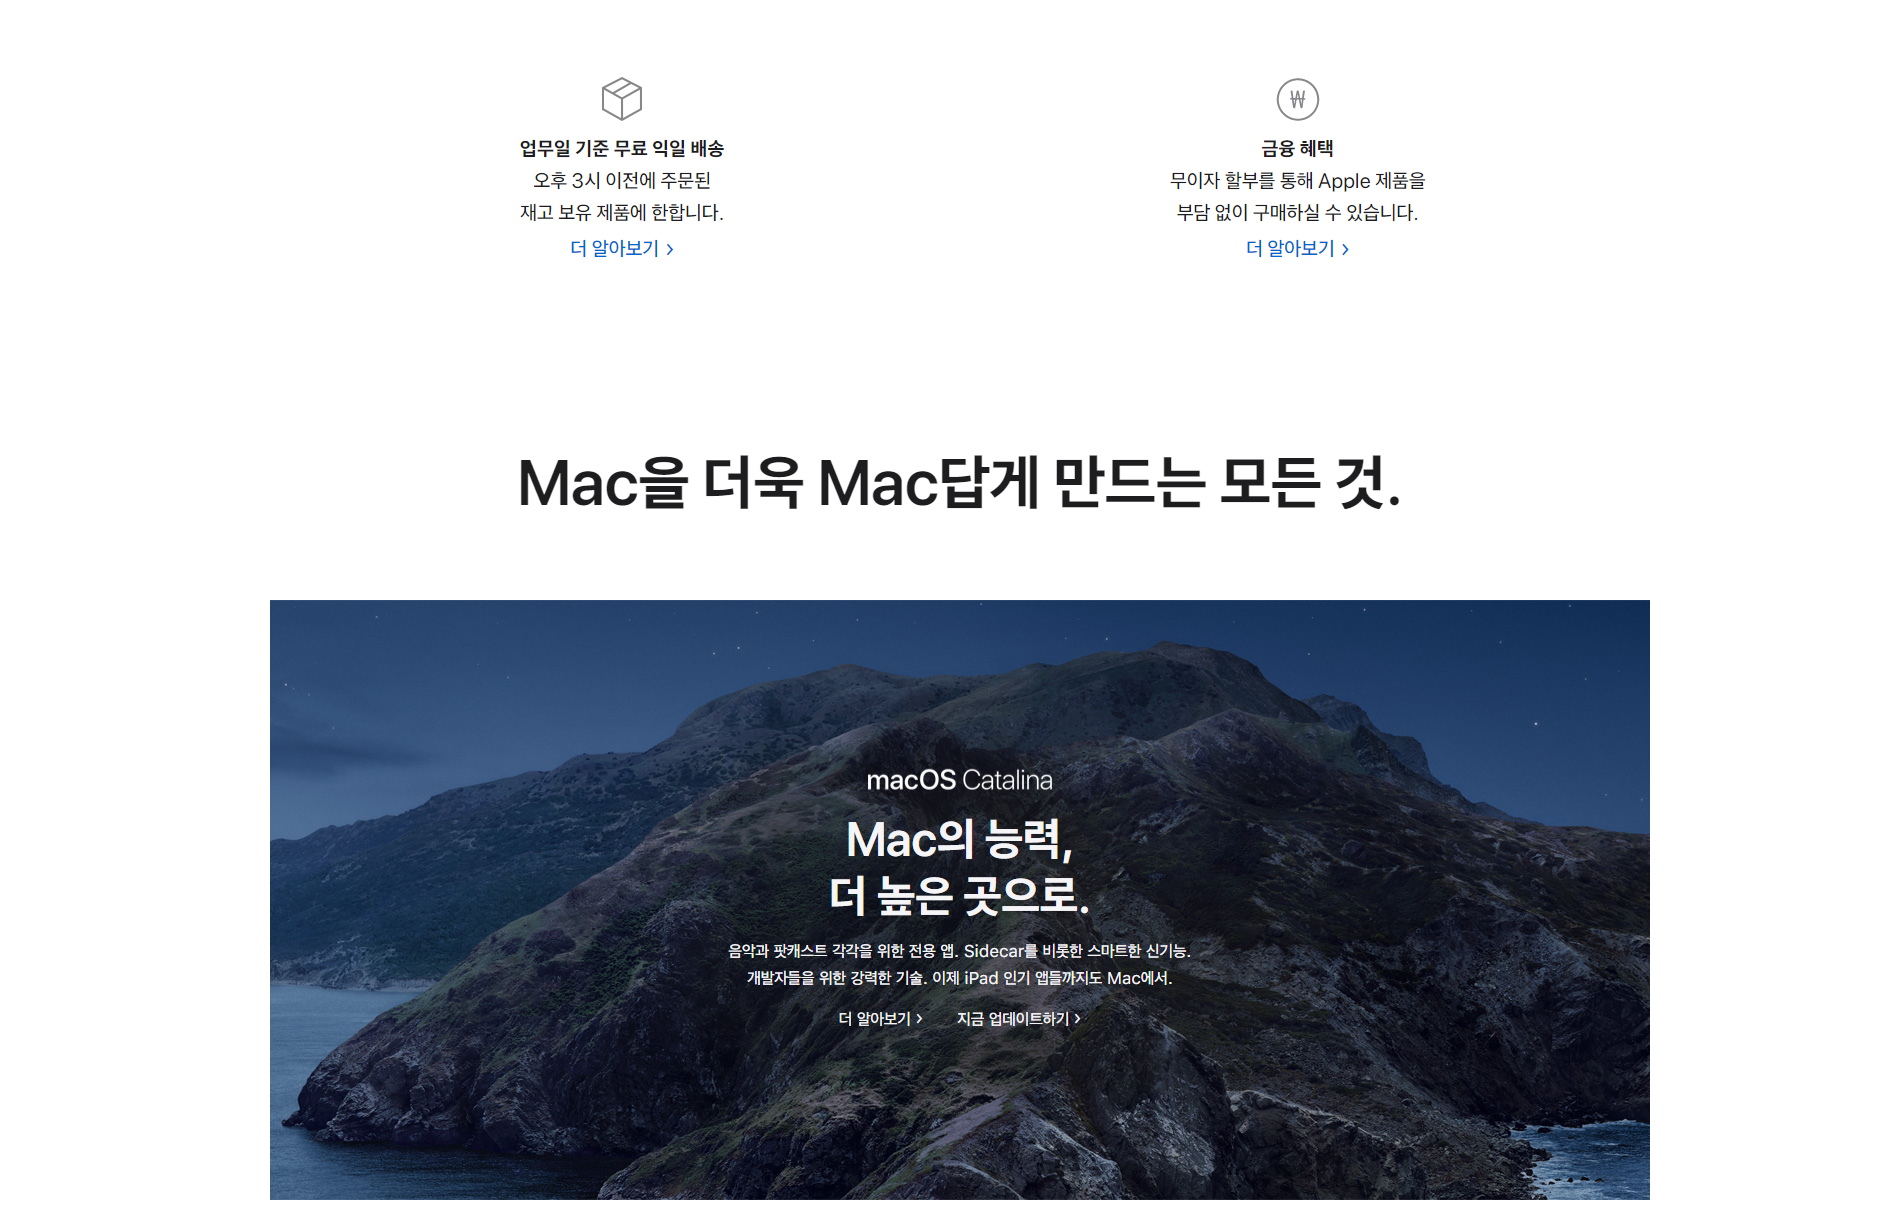 업무일 기준 무료 익일 배송
오후 3시 이전에 주문된
재고 보유 제품에 한합니다.
더 알아보기 >
₩
금융 혜택
무이자 할부를 통해 Apple 제품을
부담 없이 구매하실 수 있습니다.
더 알아보기 >
Mac을 더욱 Mac답게 만드는 모든 것.
macOS Catalina
Mac의 능력,
더 높은 곳으로.
음악과 팟캐스트 각각을 위한 전용 앱. Sidecar를 비롯한 스마트한 신기능.
개발자들을 위한 강력한 기술. 이제 iPad 인기 앱들까지도 Mac에서.
더 알아보기 > 지금 업데이트하기 >